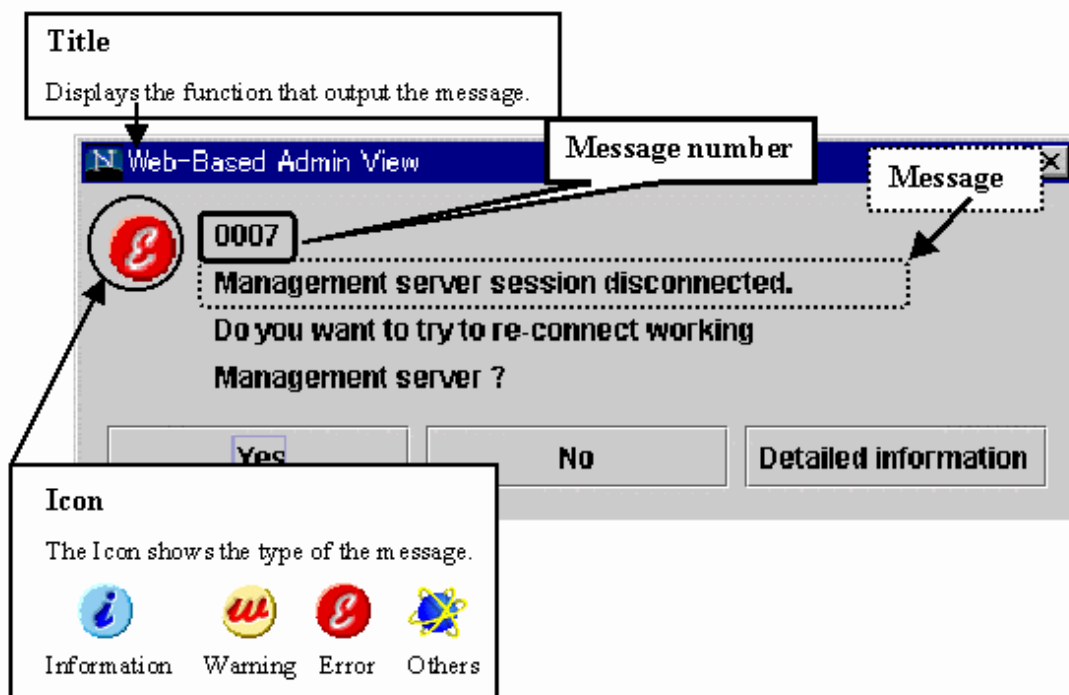 Title
Displays the function that output the message.
Web-Based Admin View
Message number
Message
0007
Management server session disconnected.
Do you want to try to re-connect working
Management server ?
Yes
No
Detailed information
Icon
The Icon shows the type of the message.
Information
Warning
Error
Others